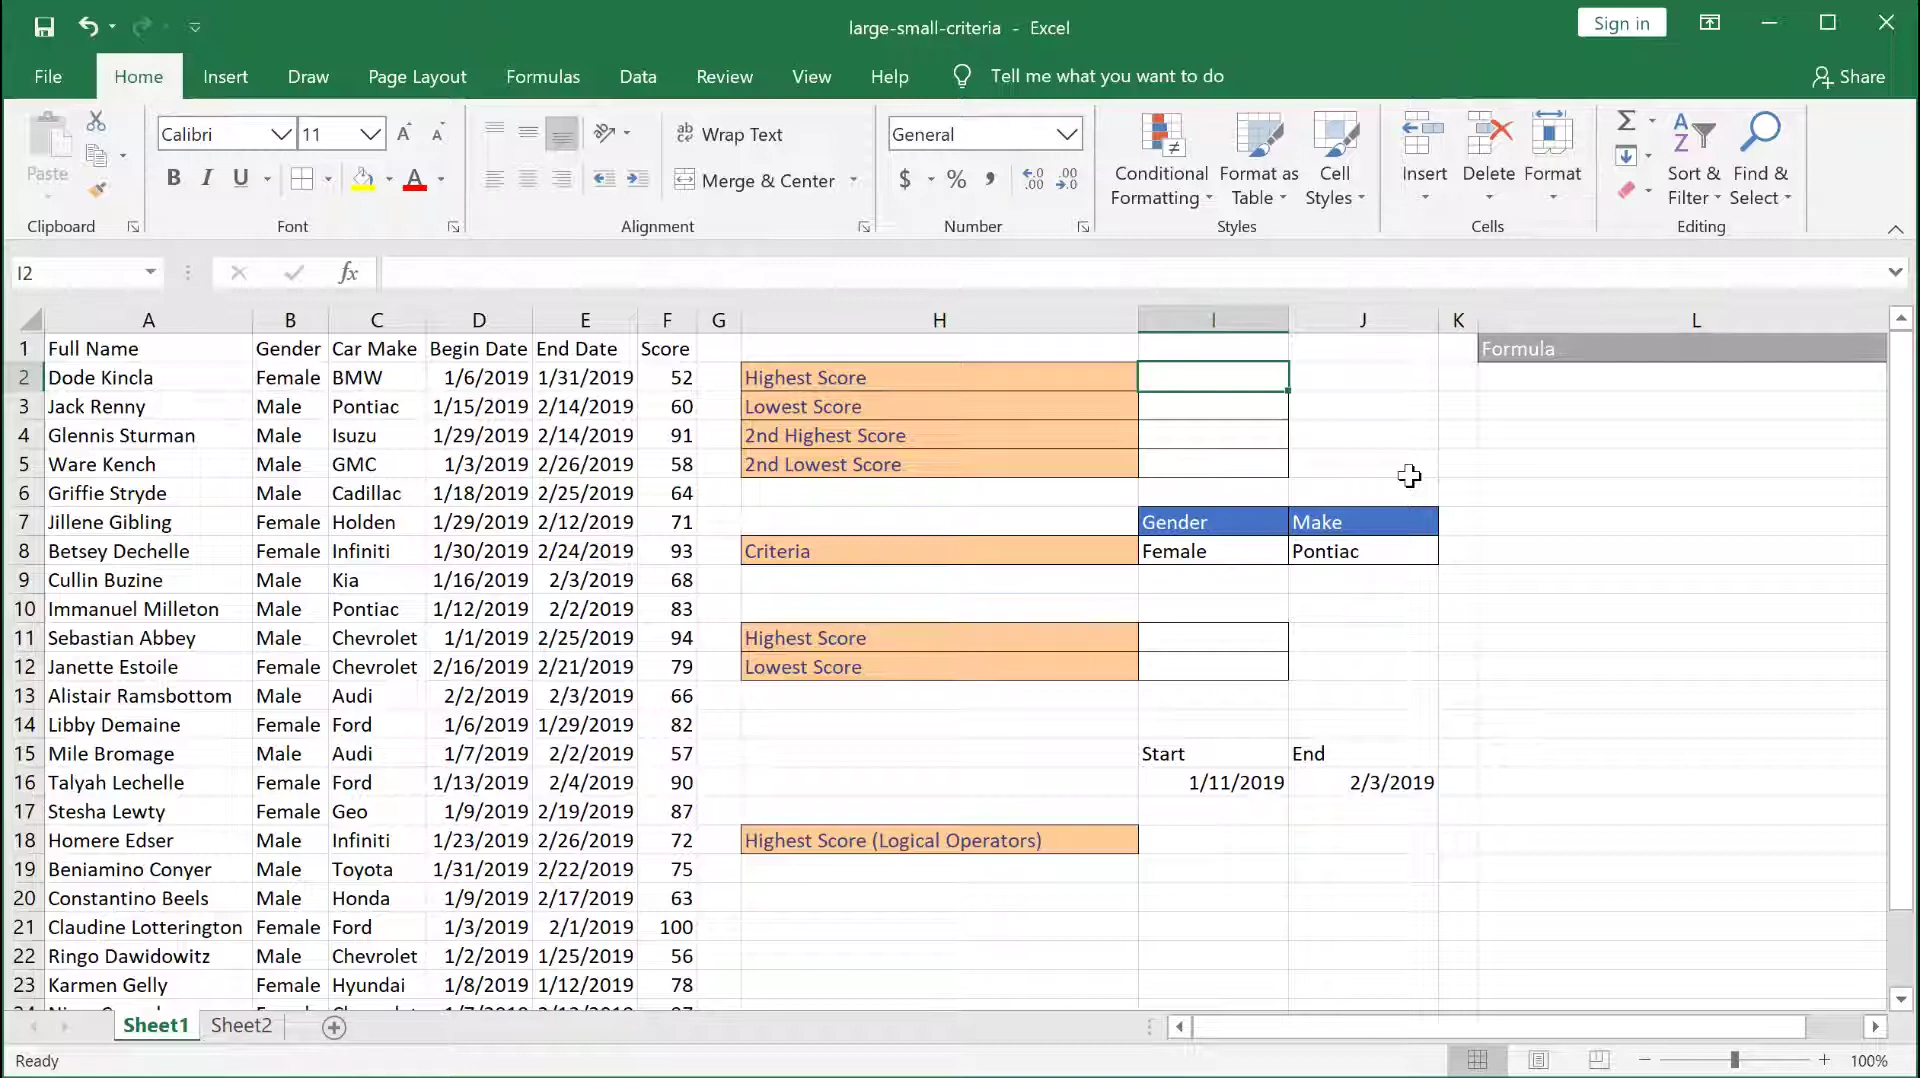 large-small-criteria - Excel
Sign in
File Home Insert Draw Page Layout Formulas Data Review View Help Tell me what you want to do Share
Calibri 11 Wrap Text General
Paste B I U Merge & Center $ % Conditional Formatting Format as Table Cell Styles Insert Delete Format Sort & Filter Find & Select
Clipboard Font Alignment Number Styles Cells Editing
I2 fx
A B C D E F G H I J K L
1 Full Name Gender Car Make Begin Date End Date Score Formula
2 Dode Kincla Female BMW 1/6/2019 1/31/2019 52 Highest Score
3 Jack Renny Male Pontiac 1/15/2019 2/14/2019 60 Lowest Score
4 Glennis Sturman Male Isuzu 1/29/2019 2/14/2019 91 2nd Highest Score
5 Ware Kench Male GMC 1/3/2019 2/26/2019 58 2nd Lowest Score
6 Griffie Stryde Male Cadillac 1/18/2019 2/25/2019 64
7 Jillene Gibling Female Holden 1/29/2019 2/12/2019 71 Gender Make
8 Betsey Dechelle Female Infiniti 1/30/2019 2/24/2019 93 Criteria Female Pontiac
9 Cullin Buzine Male Kia 1/16/2019 2/3/2019 68
10 Immanuel Milleton Male Pontiac 1/12/2019 2/2/2019 83
11 Sebastian Abbey Male Chevrolet 1/1/2019 2/25/2019 94 Highest Score
12 Janette Estoile Female Chevrolet 2/16/2019 2/21/2019 79 Lowest Score
13 Alistair Ramsbottom Male Audi 2/2/2019 2/3/2019 66
14 Libby Demaine Female Ford 1/6/2019 1/29/2019 82
15 Mile Bromage Male Audi 1/7/2019 2/2/2019 57 Start End
16 Talyah Lechelle Female Ford 1/13/2019 2/4/2019 90 1/11/2019 2/3/2019
17 Stesha Lewty Female Geo 1/9/2019 2/19/2019 87
18 Homere Edser Male Infiniti 1/23/2019 2/26/2019 72 Highest Score (Logical Operators)
19 Beniamino Conyer Male Toyota 1/31/2019 2/22/2019 75
20 Constantino Beels Male Honda 1/9/2019 2/17/2019 63
21 Claudine Lotterington Female Ford 1/3/2019 2/1/2019 100
22 Ringo Dawidowitz Male Chevrolet 1/2/2019 1/25/2019 56
23 Karmen Gelly Female Hyundai 1/8/2019 1/12/2019 78
Sheet1 Sheet2
Ready 100%